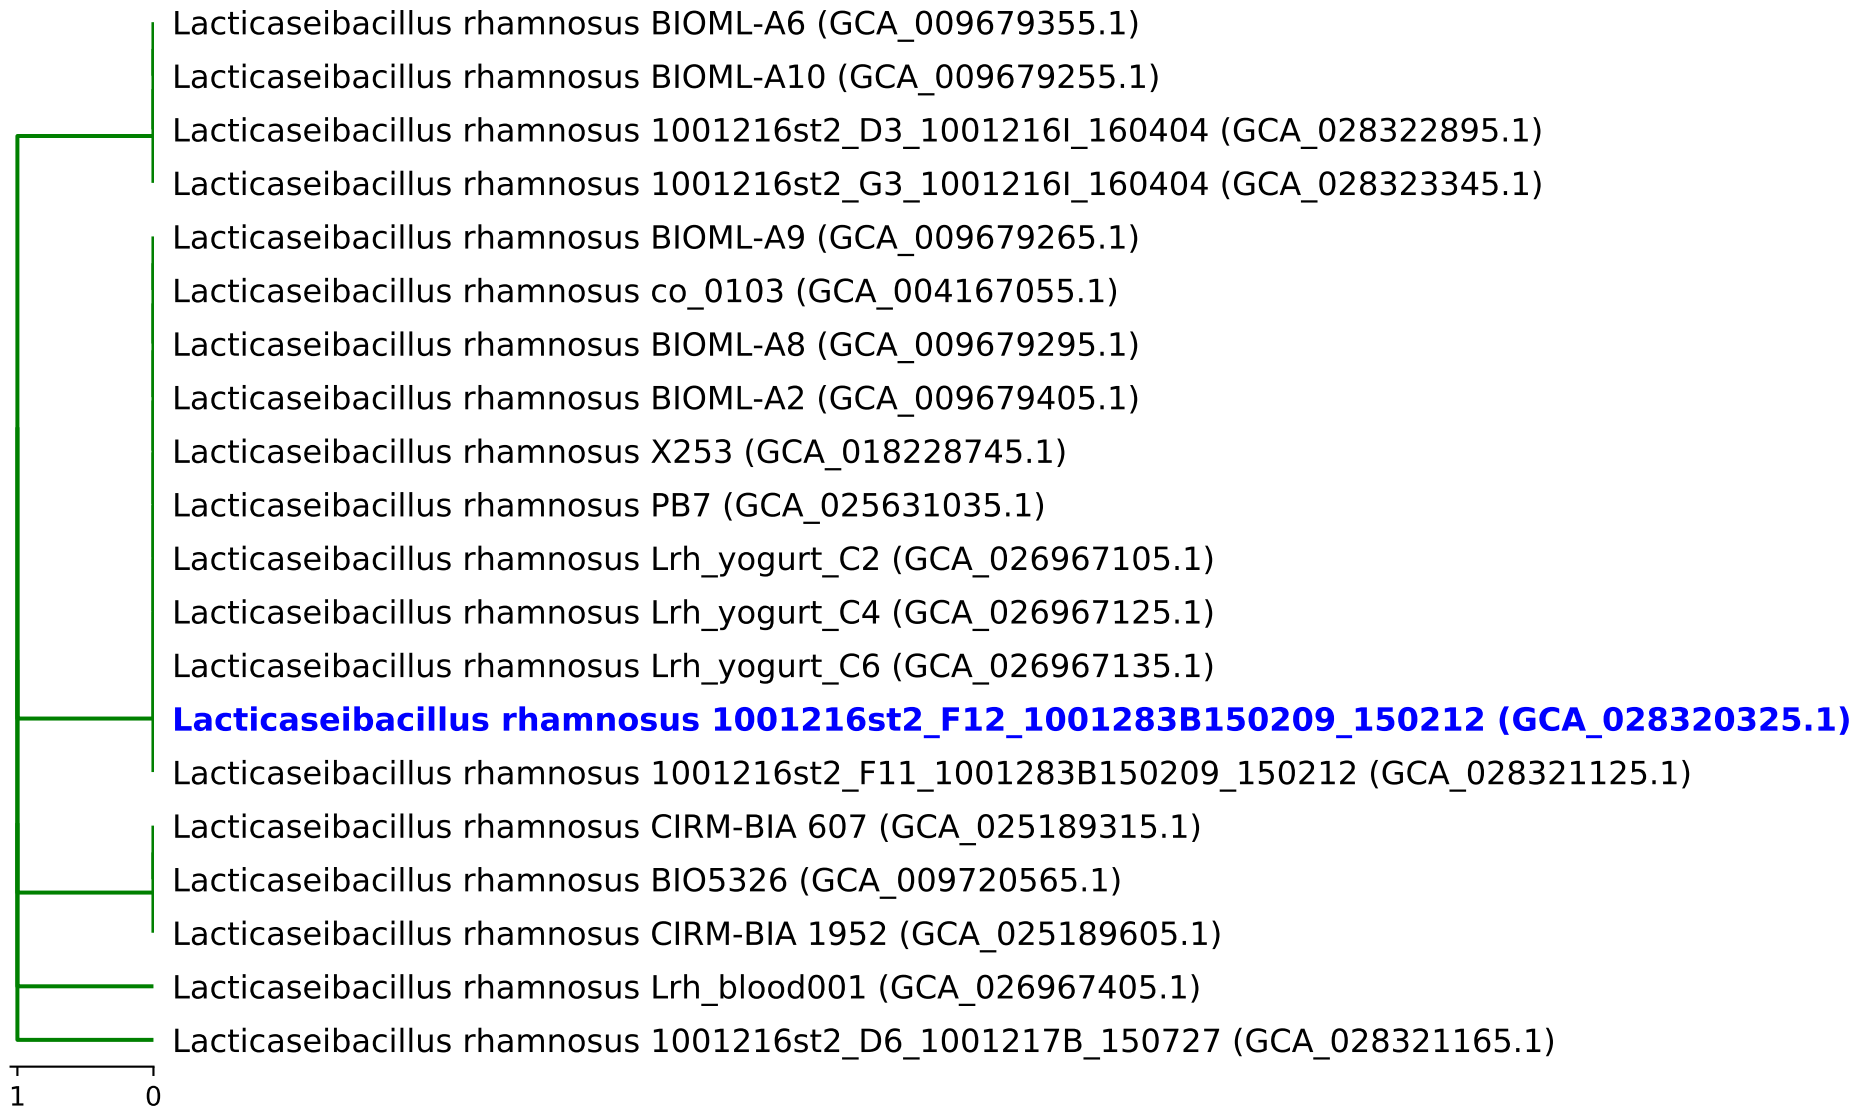 Lacticaseibacillus rhamnosus BIOML-A6 (GCA_009679355.1)
Lacticaseibacillus rhamnosus BIOML-A10 (GCA_009679255.1)
Lacticaseibacillus rhamnosus 1001216st2_D3_1001216I_160404 (GCA_028322895.1)
Lacticaseibacillus rhamnosus 1001216st2_G3_1001216I_160404 (GCA_028323345.1)
Lacticaseibacillus rhamnosus BIOML-A9 (GCA_009679265.1)
Lacticaseibacillus rhamnosus co_0103 (GCA_004167055.1)
Lacticaseibacillus rhamnosus BIOML-A8 (GCA_009679295.1)
Lacticaseibacillus rhamnosus BIOML-A2 (GCA_009679405.1)
Lacticaseibacillus rhamnosus X253 (GCA_018228745.1)
Lacticaseibacillus rhamnosus PB7 (GCA_025631035.1)
Lacticaseibacillus rhamnosus Lrh_yogurt_C2 (GCA_026967105.1)
Lacticaseibacillus rhamnosus Lrh_yogurt_C4 (GCA_026967125.1)
Lacticaseibacillus rhamnosus Lrh_yogurt_C6 (GCA_026967135.1)
Lacticaseibacillus rhamnosus 1001216st2_F12_1001283B150209_150212 (GCA_028320325.1)
Lacticaseibacillus rhamnosus 1001216st2_F11_1001283B150209_150212 (GCA_028321125.1)
Lacticaseibacillus rhamnosus CIRM-BIA 607 (GCA_025189315.1)
Lacticaseibacillus rhamnosus BIO5326 (GCA_009720565.1)
Lacticaseibacillus rhamnosus CIRM-BIA 1952 (GCA_025189605.1)
Lacticaseibacillus rhamnosus Lrh_blood001 (GCA_026967405.1)
Lacticaseibacillus rhamnosus 1001216st2_D6_1001217B_150727 (GCA_028321165.1)
1 0